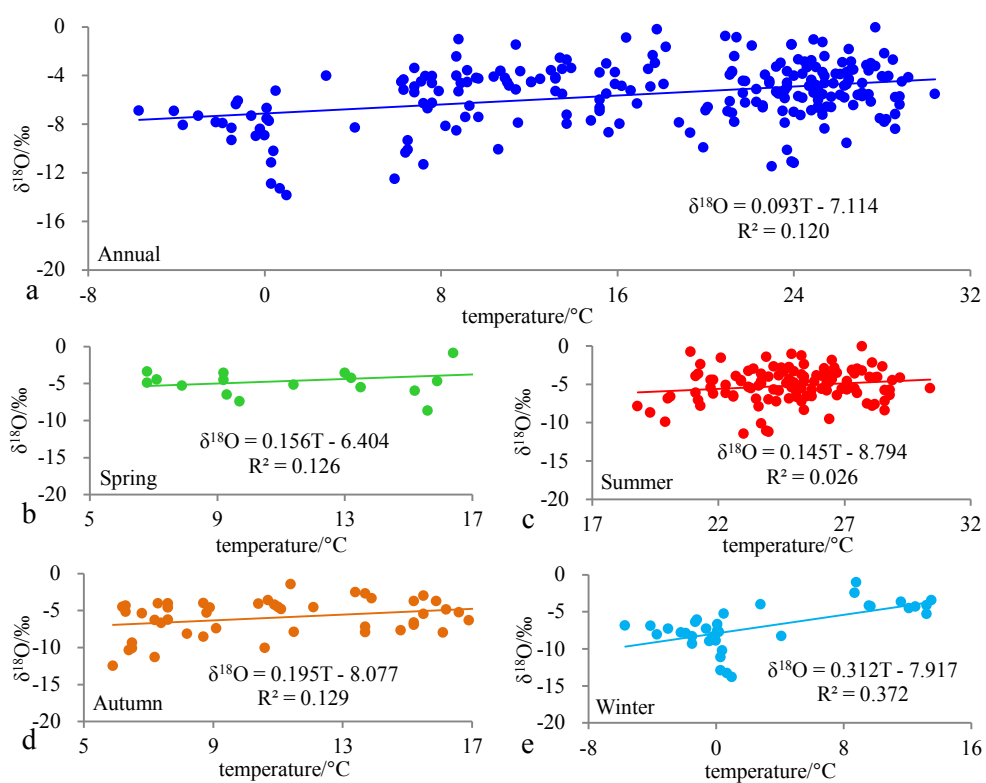 0
-4
-8
-12
-16
-20
δ¹⁸O/‰
δ¹⁸O = 0.093T - 7.114
R² = 0.120
Annual
a
-8
0
8
16
24
32
temperature/°C
0
-5
-10
-15
-20
δ¹⁸O/‰
δ¹⁸O = 0.156T - 6.404
R² = 0.126
Spring
b
5
9
13
17
temperature/°C
0
-5
-10
-15
-20
δ¹⁸O/‰
δ¹⁸O = 0.145T - 8.794
R² = 0.026
Summer
c
17
22
27
32
temperature/°C
0
-5
-10
-15
-20
δ¹⁸O/‰
δ¹⁸O = 0.195T - 8.077
R² = 0.129
Autumn
d
5
9
13
17
temperature/°C
0
-5
-10
-15
-20
δ¹⁸O/‰
δ¹⁸O = 0.312T - 7.917
R² = 0.372
Winter
e
-8
0
8
16
temperature/°C